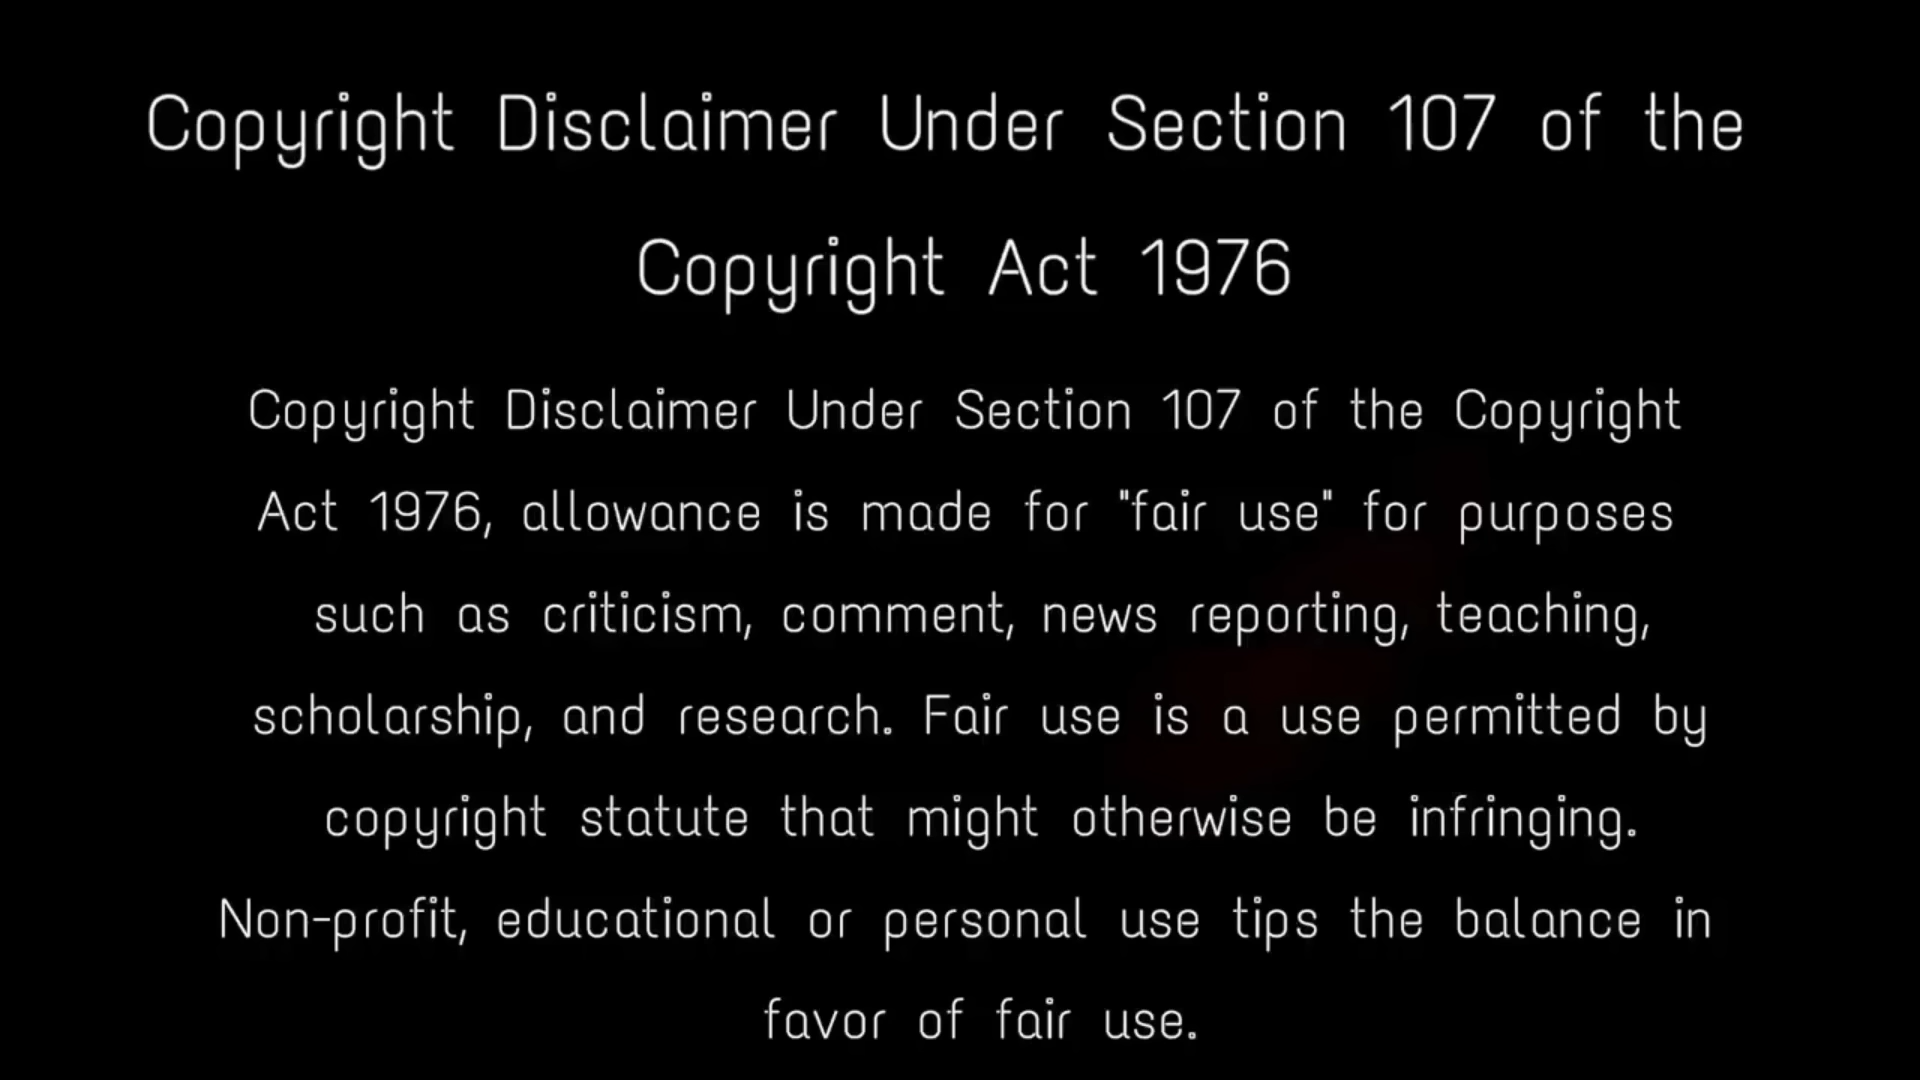 Copyright Disclaimer Under Section 107 of the
Copyright Act 1976
Copyright Disclaimer Under Section 107 of the Copyright
Act 1976, allowance is made for "fair use" for purposes
such as criticism, comment, news reporting, teaching,
scholarship, and research. Fair use is a use permitted by
copyright statute that might otherwise be infringing.
Non-profit, educational or personal use tips the balance in
favor of fair use.